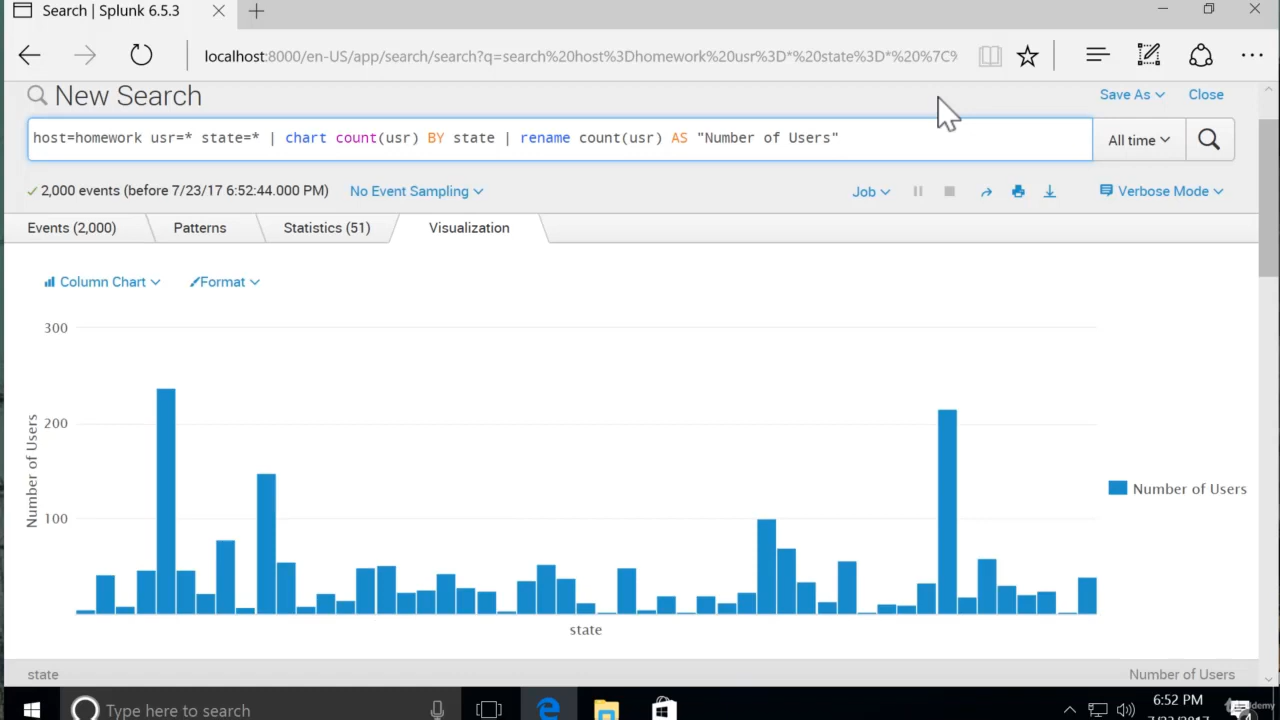 Search | Splunk 6.5.3
localhost:8000/en-US/app/search/search?q=search%20host%3Dhomework%20usr%3D*%20state%3D*%20%7C9
New Search
Save As
Close
host=homework usr=* state=* | chart count(usr) BY state | rename count(usr) AS "Number of Users"
All time
2,000 events (before 7/23/17 6:52:44.000 PM)
No Event Sampling
Job
Verbose Mode
Events (2,000)
Patterns
Statistics (51)
Visualization
Column Chart
Format
300
200
100
Number of Users
Number of Users
state
state
Number of Users
Type here to search
6:52 PM